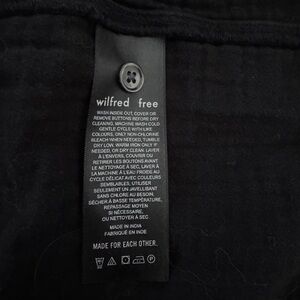 wilfred free
WASH INSIDE OUT, COVER OR
REMOVE BUTTONS BEFORE DRY
CLEANING, MACHINE WASH COLD
GENTLE CYCLE WITH LIKE
COLOURS, ONLY NON-CHLORINE
BLEACH WHEN NEEDED, TUMBLE
DRY LOW, WARM IRON ONLY IF
NEEDED, OR DRY CLEAN. LAVER
À L'ENVERS, COUVRIR OU
RETIRER LES BOUTONS AVANT
LE NETTOYAGE À SEC, LAVER À
LA MACHINE À L'EAU FROIDE AU
CYCLE DÉLICAT AVEC COULEURS
SEMBLABLES, UTILISER
SEULEMENT UN JAVELLISANT
SANS CHLORE AU BESOIN,
SÉCHER À BASSE TEMPÉRATURE,
REPASSAGE MOYEN
SI NÉCESSAIRE,
OU NETTOYER À SEC.
MADE IN INDIA
FABRIQUÉ EN INDE
MADE FOR EACH OTHER.